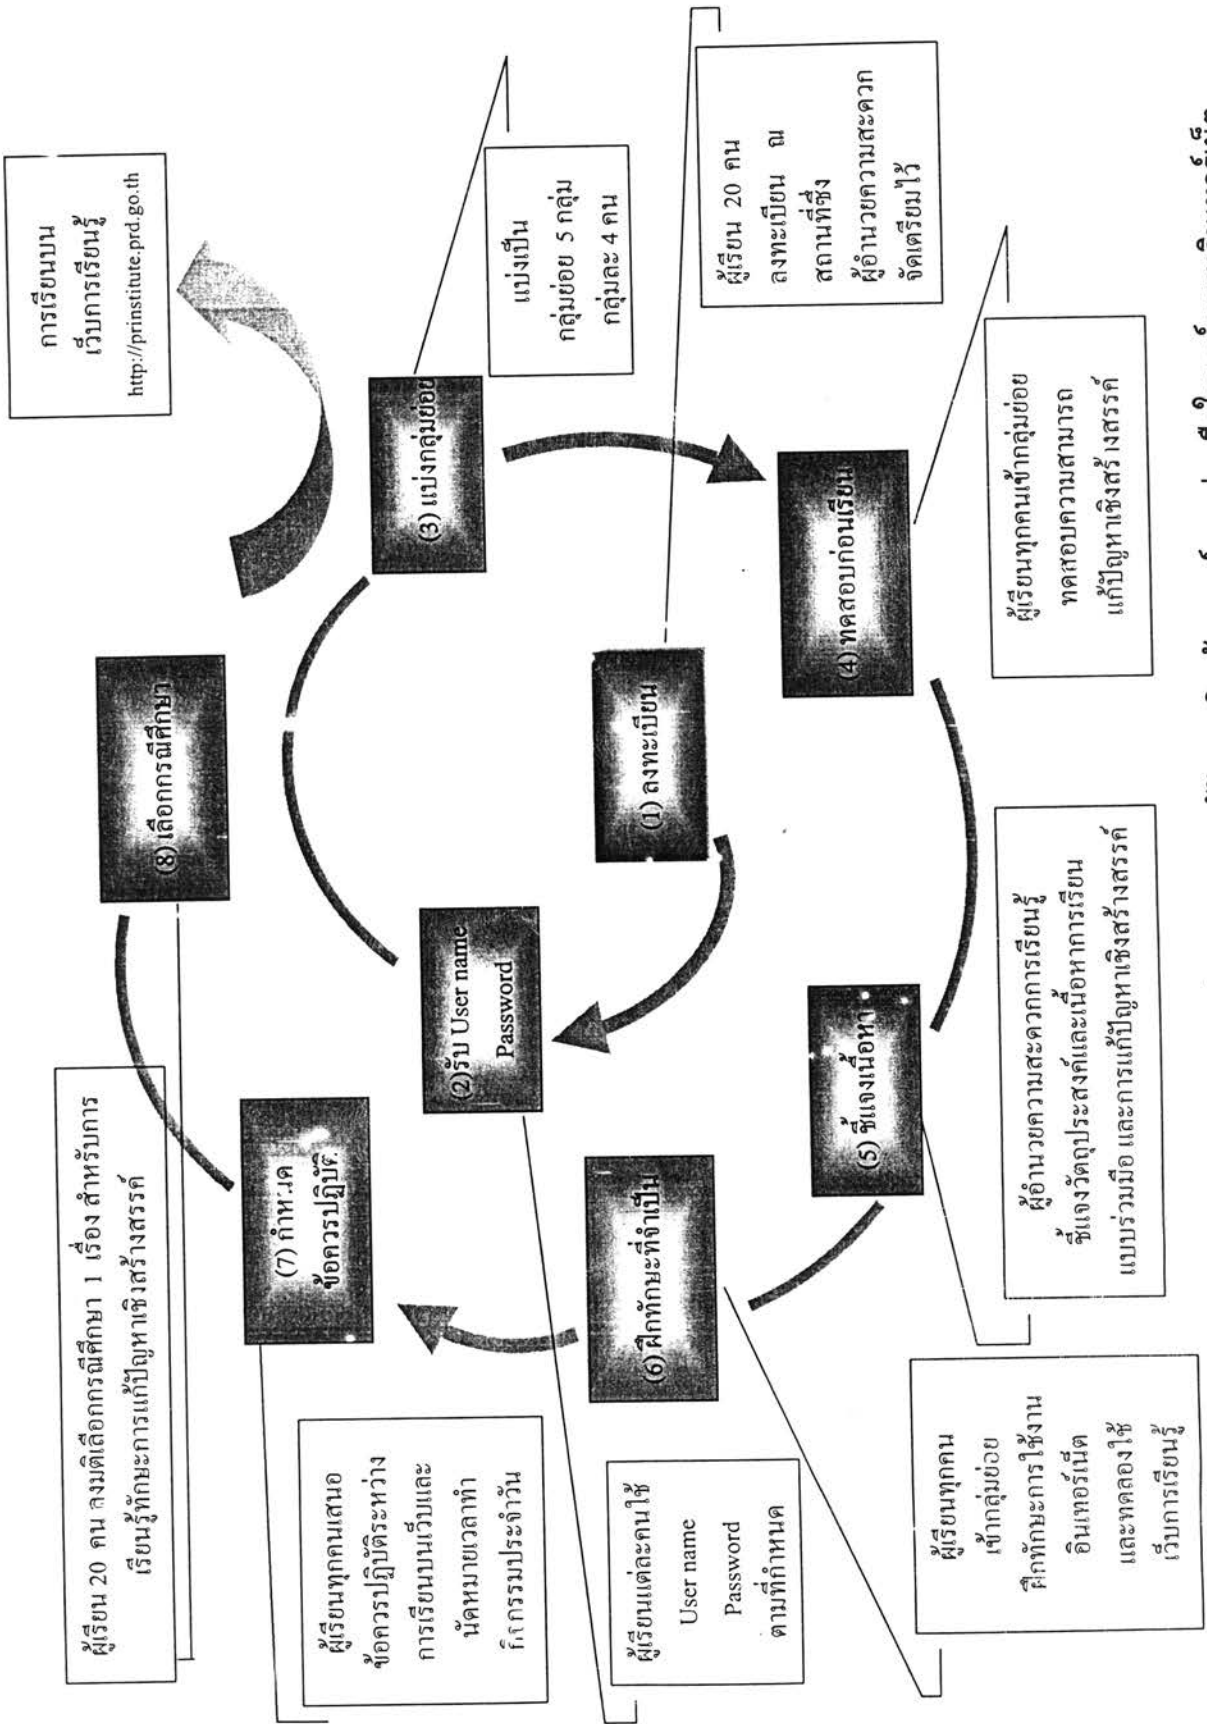 การเรียนบน
เว็บการเรียนรู้
http://prinstitute.prd.go.th
(8) เลือกกรณีศึกษา
ผู้เรียน 20 คน ลงมติเลือกกรณีศึกษา 1 เรื่อง สำหรับการ
เรียนรู้ทักษะการแก้ปัญหาเชิงสร้างสรรค์
(7) กำหนด
ข้อควรปฏิบัติ
ผู้เรียนทุกคนเสนอ
ข้อควรปฏิบัติระหว่าง
การเรียนบนเว็บและ
นัดหมายเวลาทำ
กิจกรรมประจำวัน
(3) แบ่งกลุ่มย่อย
แบ่งเป็น
กลุ่มย่อย 5 กลุ่ม
กลุ่มละ 4 คน
(2)รับ User name
Password
ผู้เรียนแต่ละคนใช้
User name
Password
ตามที่กำหนด
(1) ลงทะเบียน
ผู้เรียน 20 คน
ลงทะเบียน ณ
สถานที่ซึ่ง
ผู้อำนวยความสะดวก
จัดเตรียมไว้
(6) ฝึกทักษะที่จำเป็น
ผู้เรียนทุกคน
เข้ากลุ่มย่อย
ฝึกทักษะการใช้งาน
อินเทอร์เน็ต
และทดลองใช้
เว็บการเรียนรู้
(4) ทดสอบก่อนเรียน
ผู้เรียนทุกคนเข้ากลุ่มย่อย
ทดสอบความสามารถ
แก้ปัญหาเชิงสร้างสรรค์
(5) ชี้แจงเนื้อหา
ผู้อำนวยความสะดวกการเรียนรู้
ชี้แจงวัตถุประสงค์และเนื้อหาการเรียน
แบบร่วมมือ และการแก้ปัญหาเชิงสร้างสรรค์